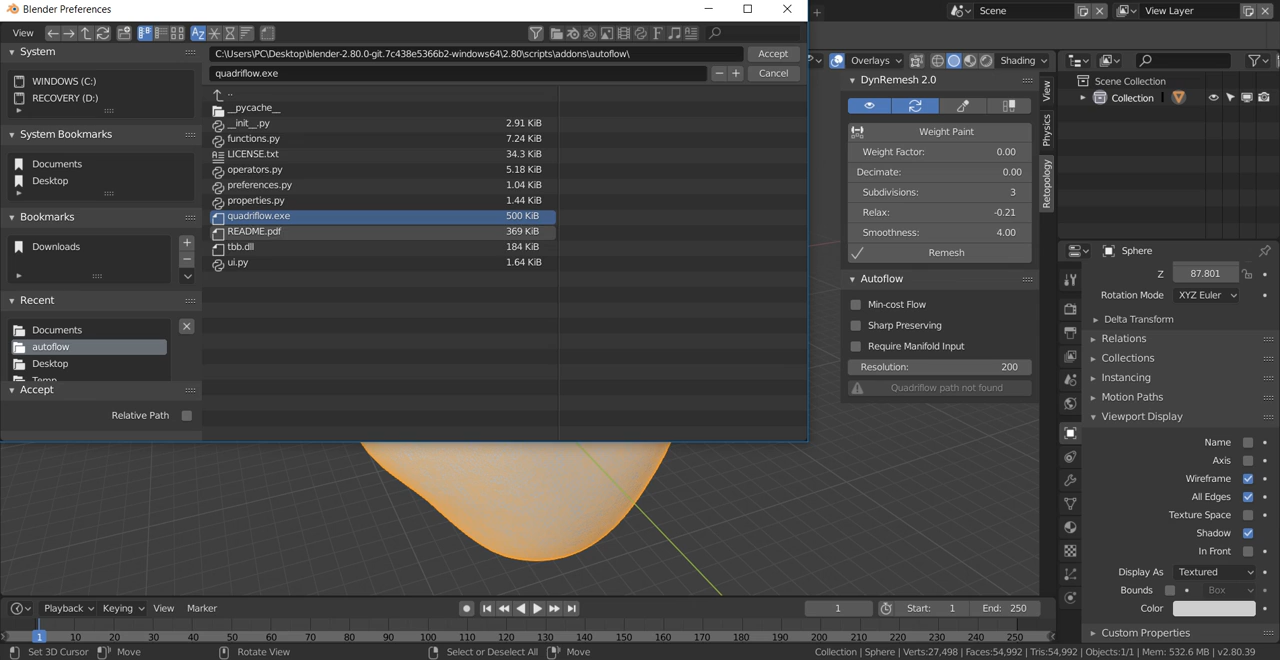 Blender Preferences
View
System
WINDOWS (C:)
RECOVERY (D:)
System Bookmarks
Documents
Desktop
Bookmarks
Downloads
Recent
Documents
autoflow
Desktop
Temp
Accept
Relative Path
C:\Users\PC\Desktop\blender-2.80.0-git.7c438e5366b2-windows64\2.80\scripts\addons\autoflow\
Accept
quadriflow.exe
Cancel
..
__pycache__
__init__.py 2.91 KiB
functions.py 7.24 KiB
LICENSE.txt 34.3 KiB
operators.py 5.18 KiB
preferences.py 1.04 KiB
properties.py 1.44 KiB
quadriflow.exe 500 KiB
README.pdf 369 KiB
tbb.dll 184 KiB
ui.py 1.64 KiB
Scene
View Layer
Overlays
Shading
DynRemesh 2.0
Weight Paint
Weight Factor: 0.00
Decimate: 0.00
Subdivisions: 3
Relax: -0.21
Smoothness: 4.00
Remesh
Autoflow
Min-cost Flow
Sharp Preserving
Require Manifold Input
Resolution: 200
Quadriflow path not found
View
Physics
Retopology
Scene Collection
Collection
Sphere
Z 87.801
Rotation Mode XYZ Euler
Delta Transform
Relations
Collections
Instancing
Motion Paths
Viewport Display
Name
Axis
Wireframe
All Edges
Texture Space
Shadow
In Front
Display As Textured
Bounds Box
Color
Custom Properties
Playback Keying View Marker
1
Start: 1
End: 250
1 10 20 30 40 50 60 70 80 90 100 110 120 130 140 150 160 170 180 190 200 210 220 230 240 250
Set 3D Cursor Move Rotate View Select or Deselect All Move
Collection | Sphere | Verts:27,498 | Faces:54,992 | Tris:54,992 | Objects:1/1 | Mem: 532.6 MB | v2.80.39